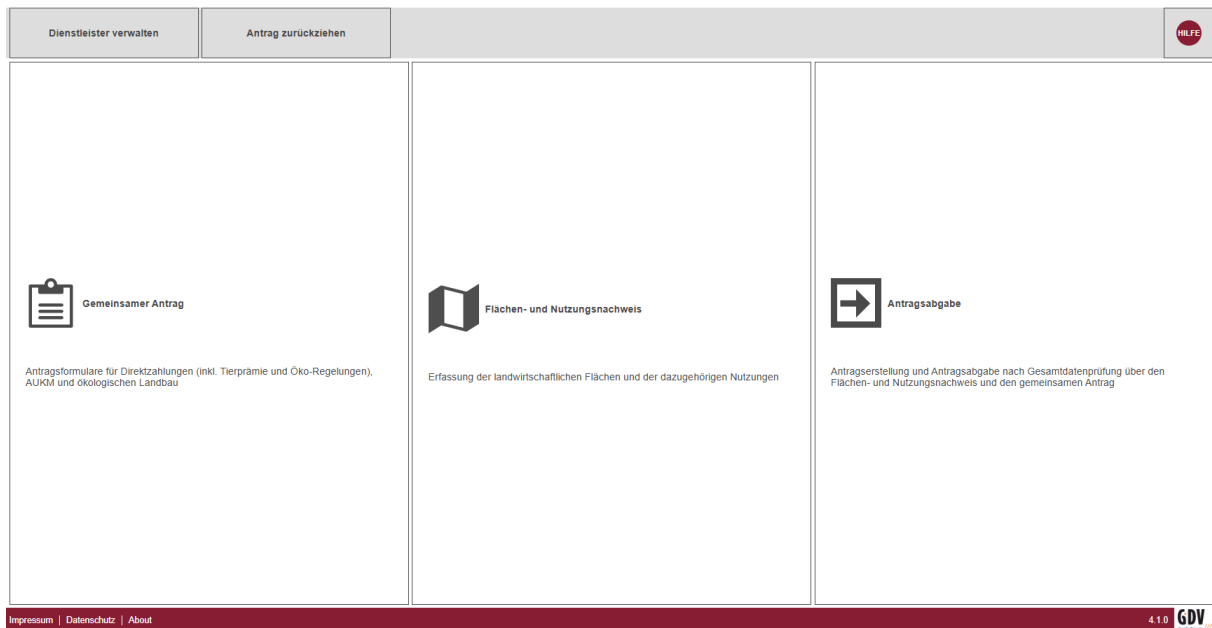 Dienstleister verwalten
Antrag zurückziehen
HILFE
Gemeinsamer Antrag
Antragsformulare für Direktzahlungen (inkl. Tierprämie und Öko-Regelungen),
AUKM und ökologischen Landbau
Flächen- und Nutzungsnachweis
Erfassung der landwirtschaftlichen Flächen und der dazugehörigen Nutzungen
Antragsabgabe
Antragserstellung und Antragsabgabe nach Gesamtdatenprüfung über den
Flächen- und Nutzungsnachweis und den gemeinsamen Antrag
Impressum | Datenschutz | About
4.1.0
GDV